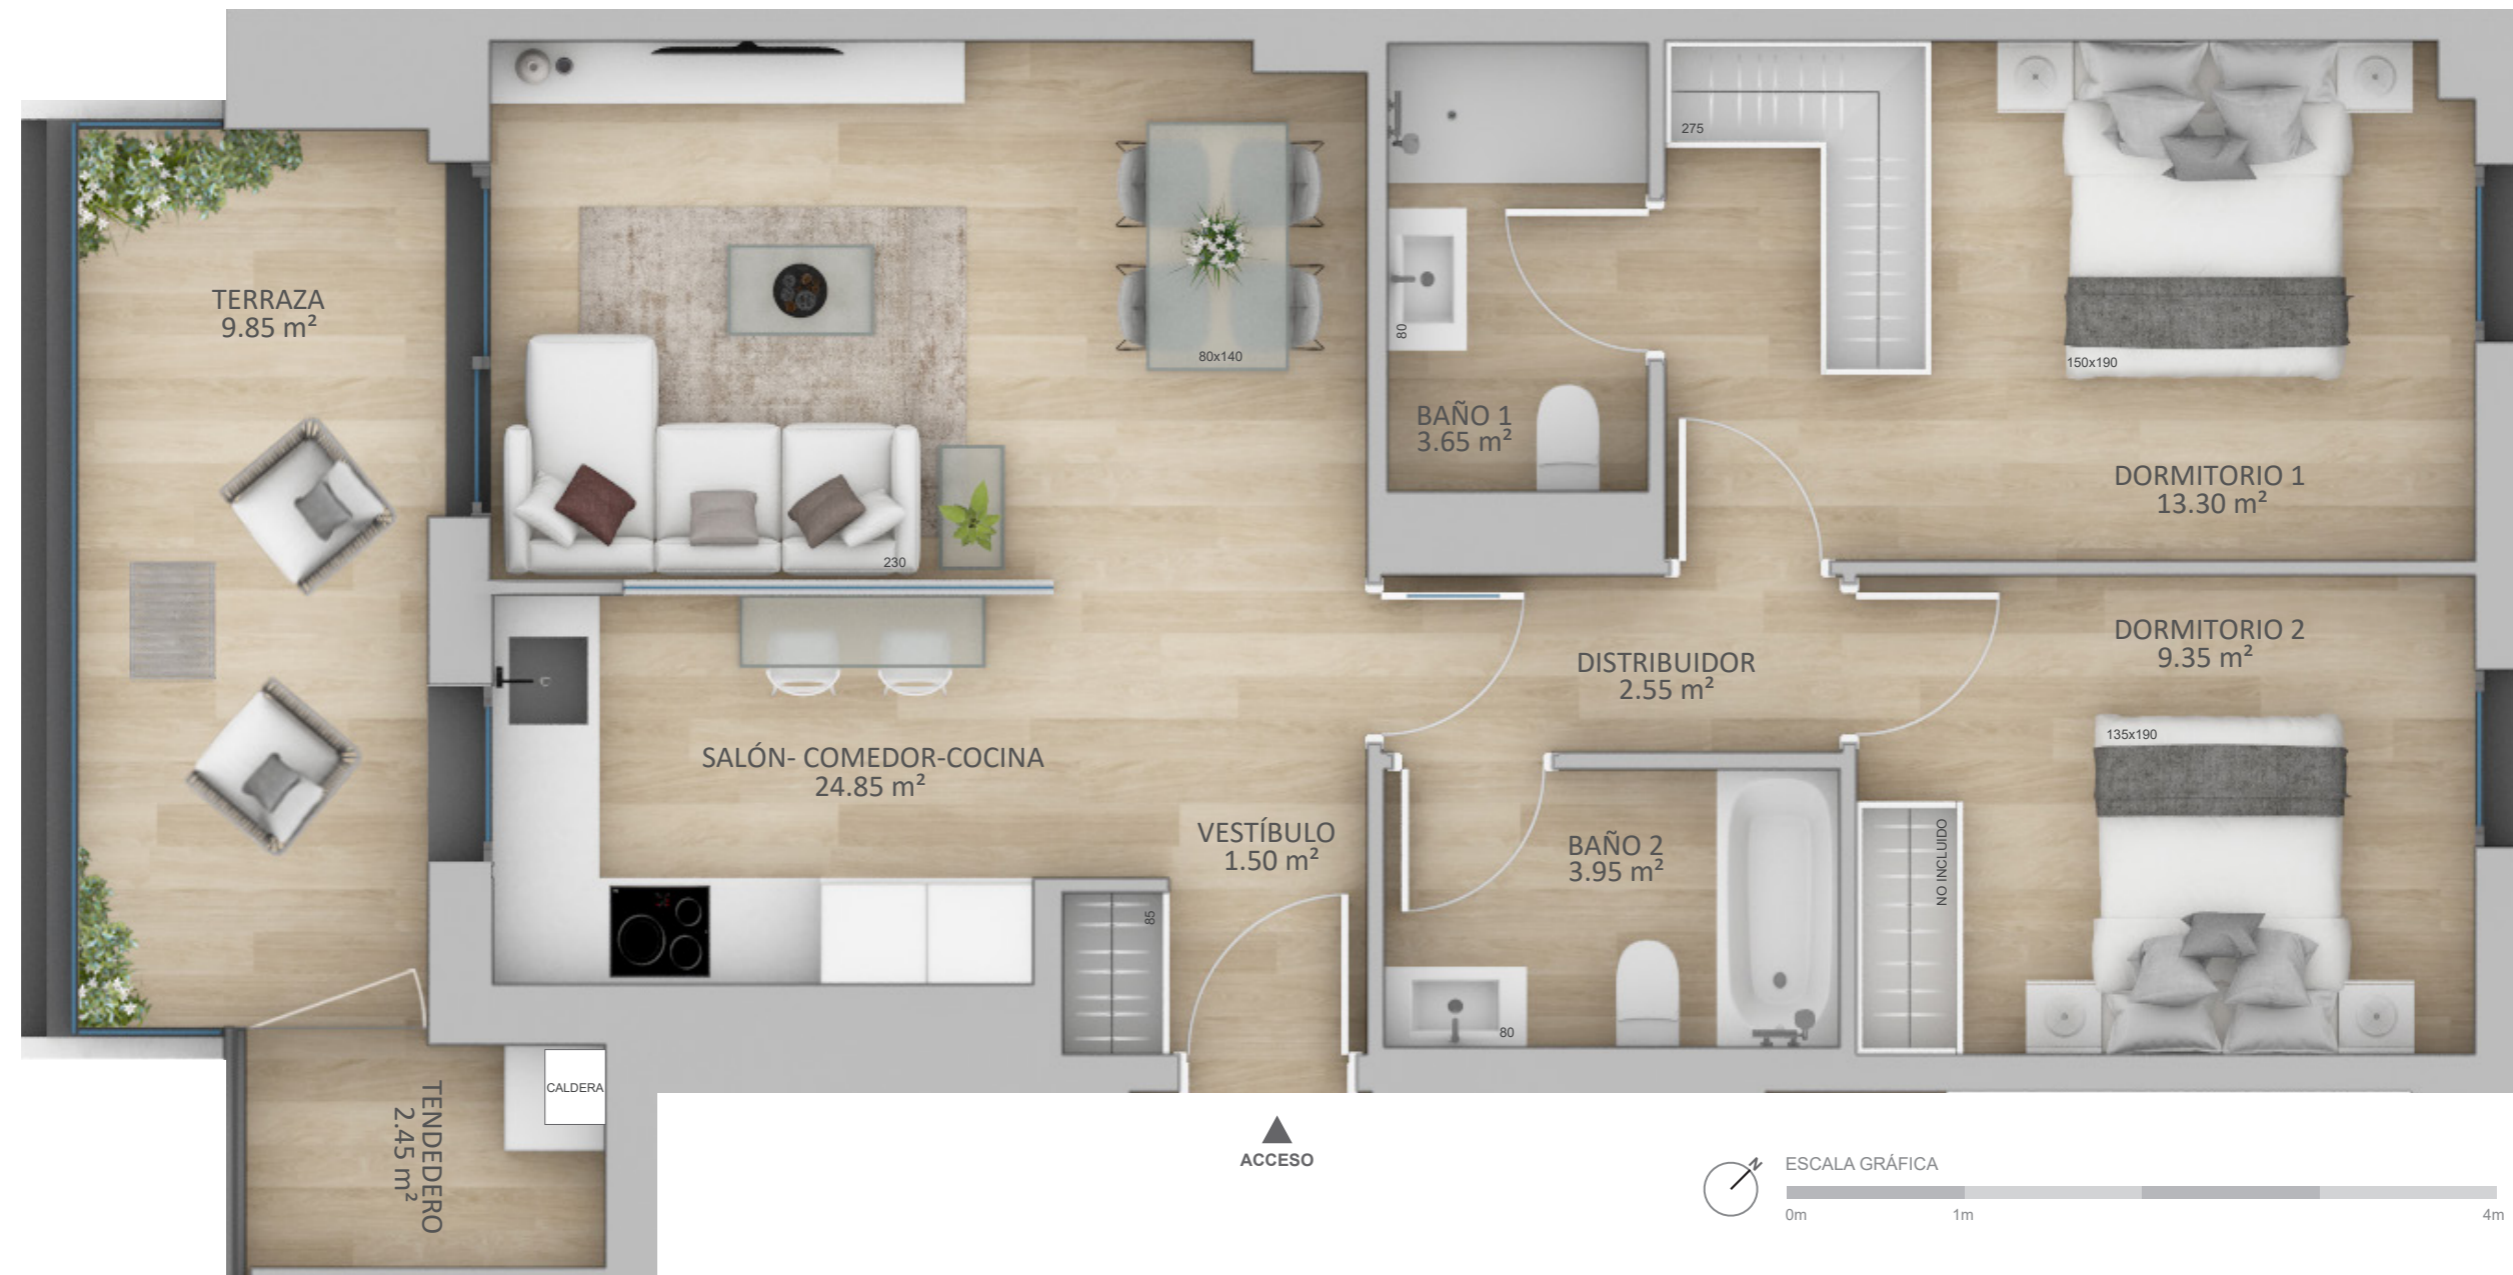 275
TERRAZA
9.85 m²
80
80x140
150x190
BAÑO 1
3.65 m²
DORMITORIO 1
13.30 m²
230
DORMITORIO 2
9.35 m²
DISTRIBUIDOR
2.55 m²
135x190
SALÓN- COMEDOR-COCINA
24.85 m²
VESTÍBULO
1.50 m²
BAÑO 2
3.95 m²
NO INCLUIDO
85
80
CALDERA
TENDEDERO
2.45 m²
ACCESO
N
ESCALA GRÁFICA
0m 1m 4m